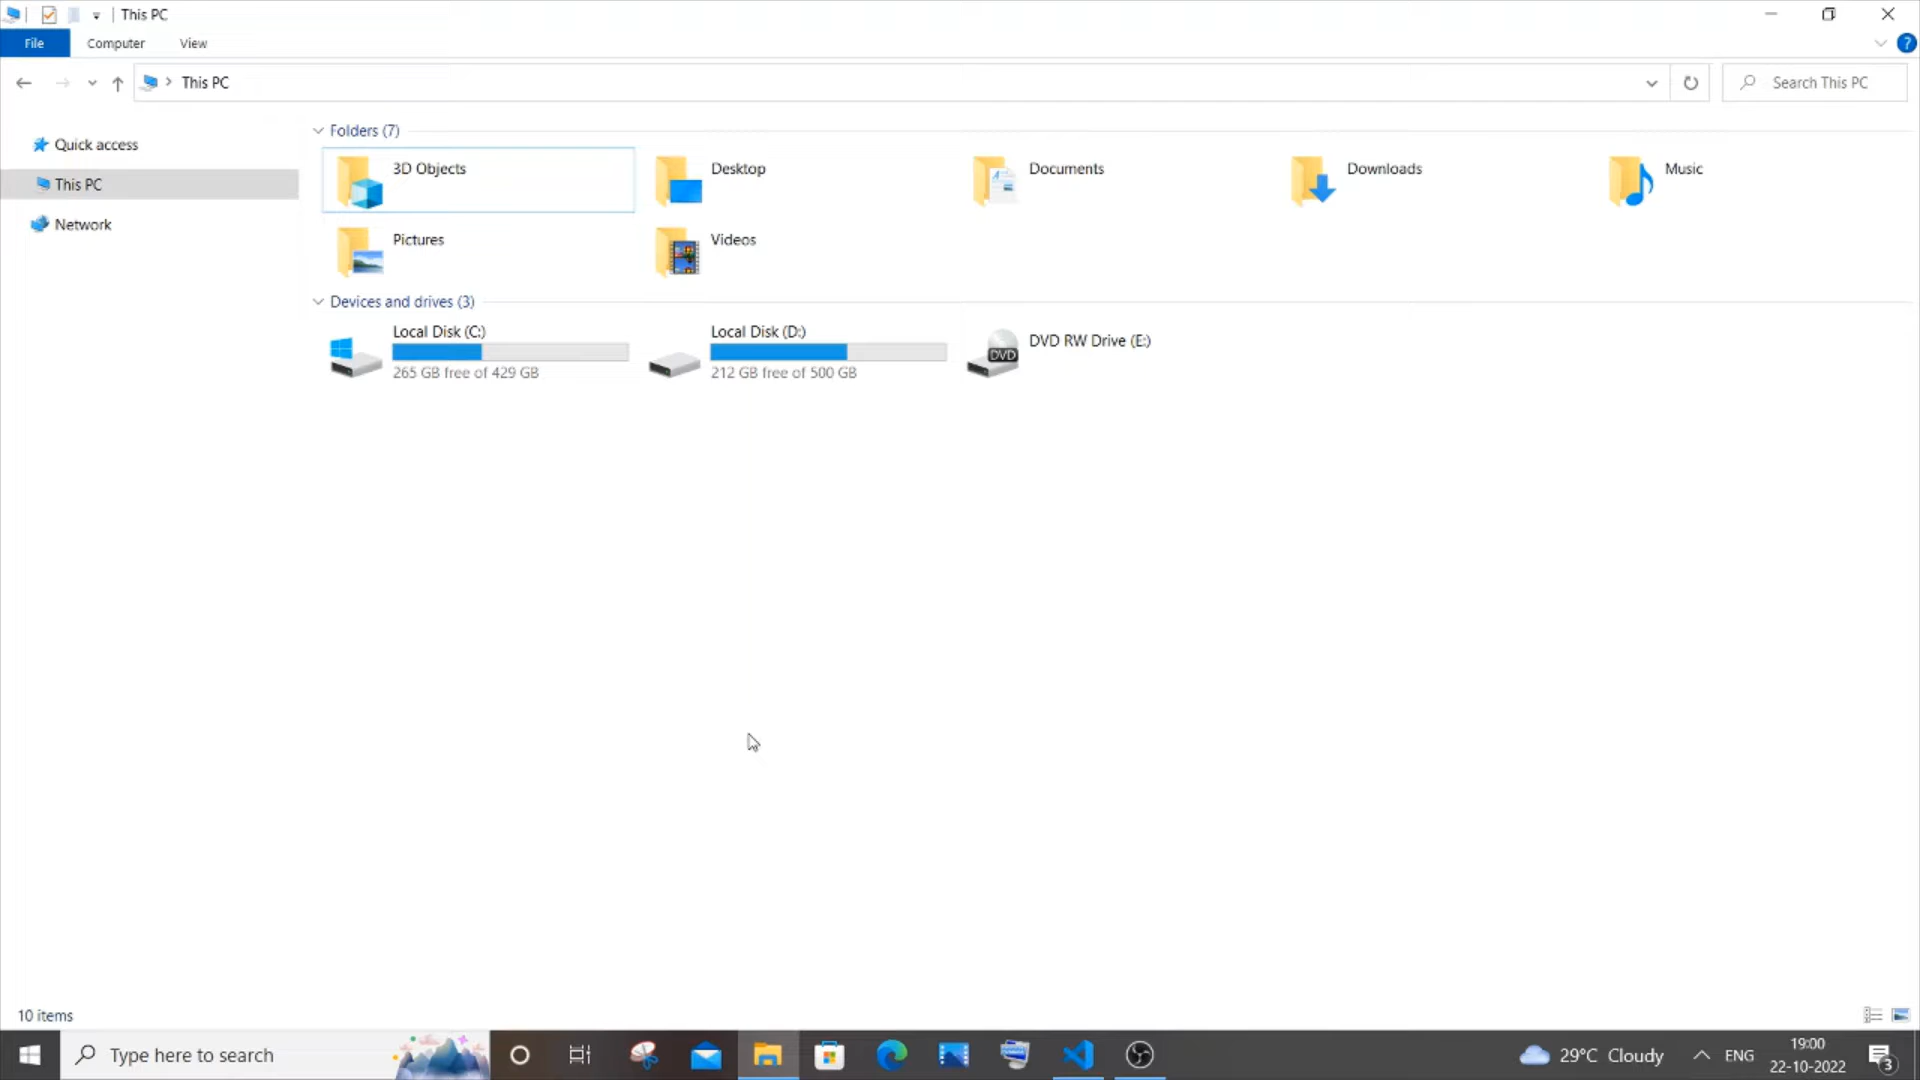 This PC
File Computer View
This PC
Search This PC
Quick access
This PC
Network
Folders (7)
3D Objects
Desktop
Documents
Downloads
Music
Pictures
Videos
Devices and drives (3)
Local Disk (C:)
265 GB free of 429 GB
Local Disk (D:)
212 GB free of 500 GB
DVD
DVD RW Drive (E:)
10 items
Type here to search
29°C Cloudy
ENG
19:00
22-10-2022
3